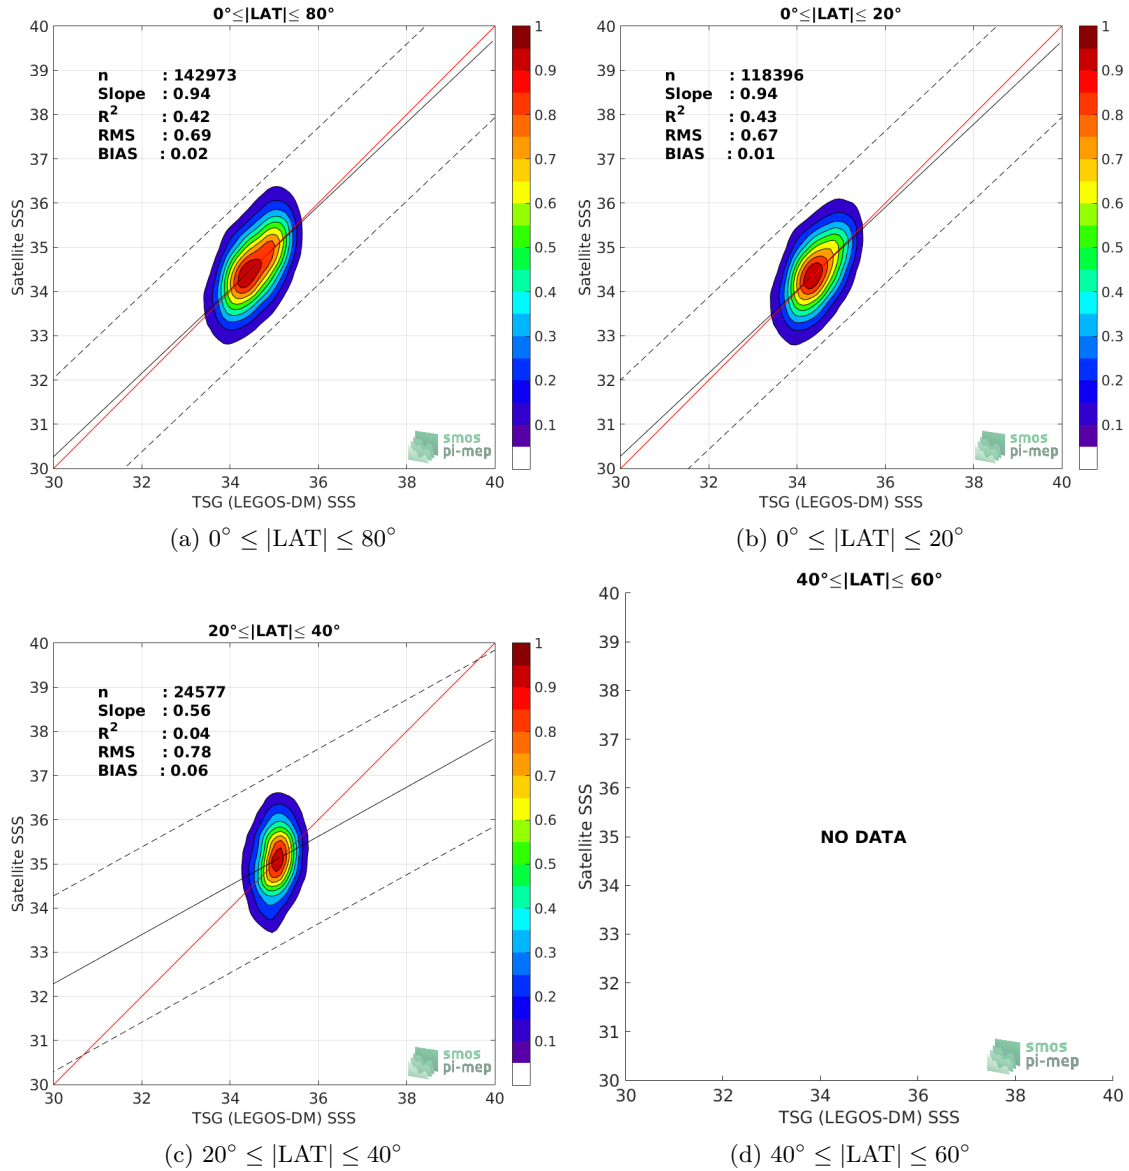 0°≤|LAT|≤ 80°
40
39
38
37
36
35
34
33
32
31
30
Satellite SSS
n : 142973
Slope : 0.94
R² : 0.42
RMS : 0.69
BIAS : 0.02
smos
pi-mep
30 32 34 36 38 40
TSG (LEGOS-DM) SSS
1
0.9
0.8
0.7
0.6
0.5
0.4
0.3
0.2
0.1
(a) 0° ≤ |LAT| ≤ 80°
0°≤|LAT|≤ 20°
40
39
38
37
36
35
34
33
32
31
30
Satellite SSS
n : 118396
Slope : 0.94
R² : 0.43
RMS : 0.67
BIAS : 0.01
smos
pi-mep
30 32 34 36 38 40
TSG (LEGOS-DM) SSS
1
0.9
0.8
0.7
0.6
0.5
0.4
0.3
0.2
0.1
(b) 0° ≤ |LAT| ≤ 20°
20°≤|LAT|≤ 40°
40
39
38
37
36
35
34
33
32
31
30
Satellite SSS
n : 24577
Slope : 0.56
R² : 0.04
RMS : 0.78
BIAS : 0.06
smos
pi-mep
30 32 34 36 38 40
TSG (LEGOS-DM) SSS
1
0.9
0.8
0.7
0.6
0.5
0.4
0.3
0.2
0.1
(c) 20° ≤ |LAT| ≤ 40°
40°≤|LAT|≤ 60°
40
39
38
37
36
35
34
33
32
31
30
Satellite SSS
NO DATA
smos
pi-mep
30 32 34 36 38 40
TSG (LEGOS-DM) SSS
(d) 40° ≤ |LAT| ≤ 60°